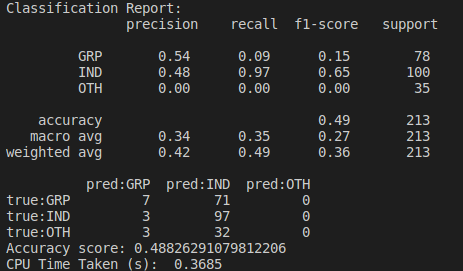 Classification Report:
              precision    recall  f1-score   support

         GRP       0.54      0.09      0.15        78
         IND       0.48      0.97      0.65       100
         OTH       0.00      0.00      0.00        35

    accuracy                           0.49       213
   macro avg       0.34      0.35      0.27       213
weighted avg       0.42      0.49      0.36       213

          pred:GRP  pred:IND  pred:OTH
true:GRP         7        71         0
true:IND         3        97         0
true:OTH         3        32         0
Accuracy score: 0.48826291079812206
CPU Time Taken (s):  0.3685